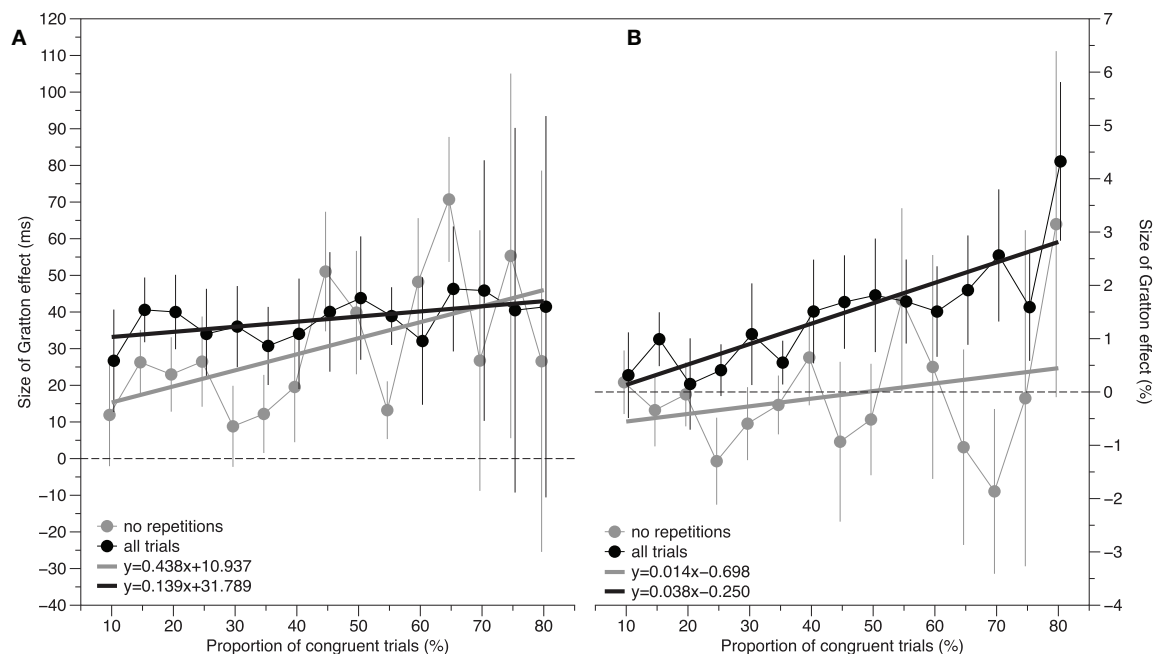 A
B
Size of Gratton effect (ms)
120
110
100
90
80
70
60
50
40
30
20
10
0
−10
−20
−30
−40
no repetitions
all trials
y=0.438x+10.937
y=0.139x+31.789
10 20 30 40 50 60 70 80
Proportion of congruent trials (%)
no repetitions
all trials
y=0.014x−0.698
y=0.038x−0.250
10 20 30 40 50 60 70 80
Proportion of congruent trials (%)
7
6
5
4
3
2
1
0
−1
−2
−3
−4
Size of Gratton effect (%)